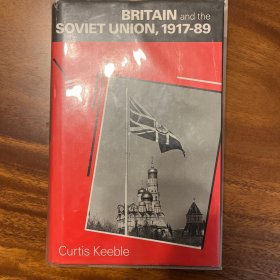 BRITAIN and the
SOVIET UNION, 1917-89
Curtis Keeble